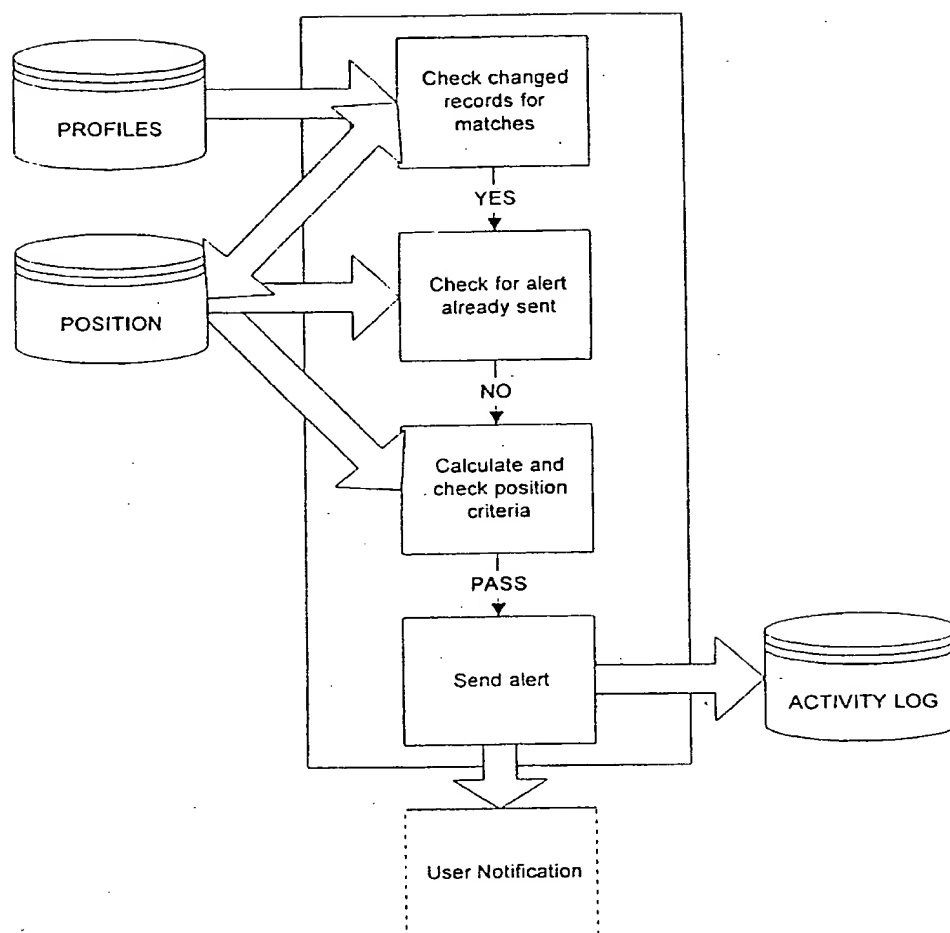 PROFILES
Check changed
records for
matches
YES
POSITION
Check for alert
already sent
NO
Calculate and
check position
criteria
PASS
Send alert
ACTIVITY LOG
User Notification